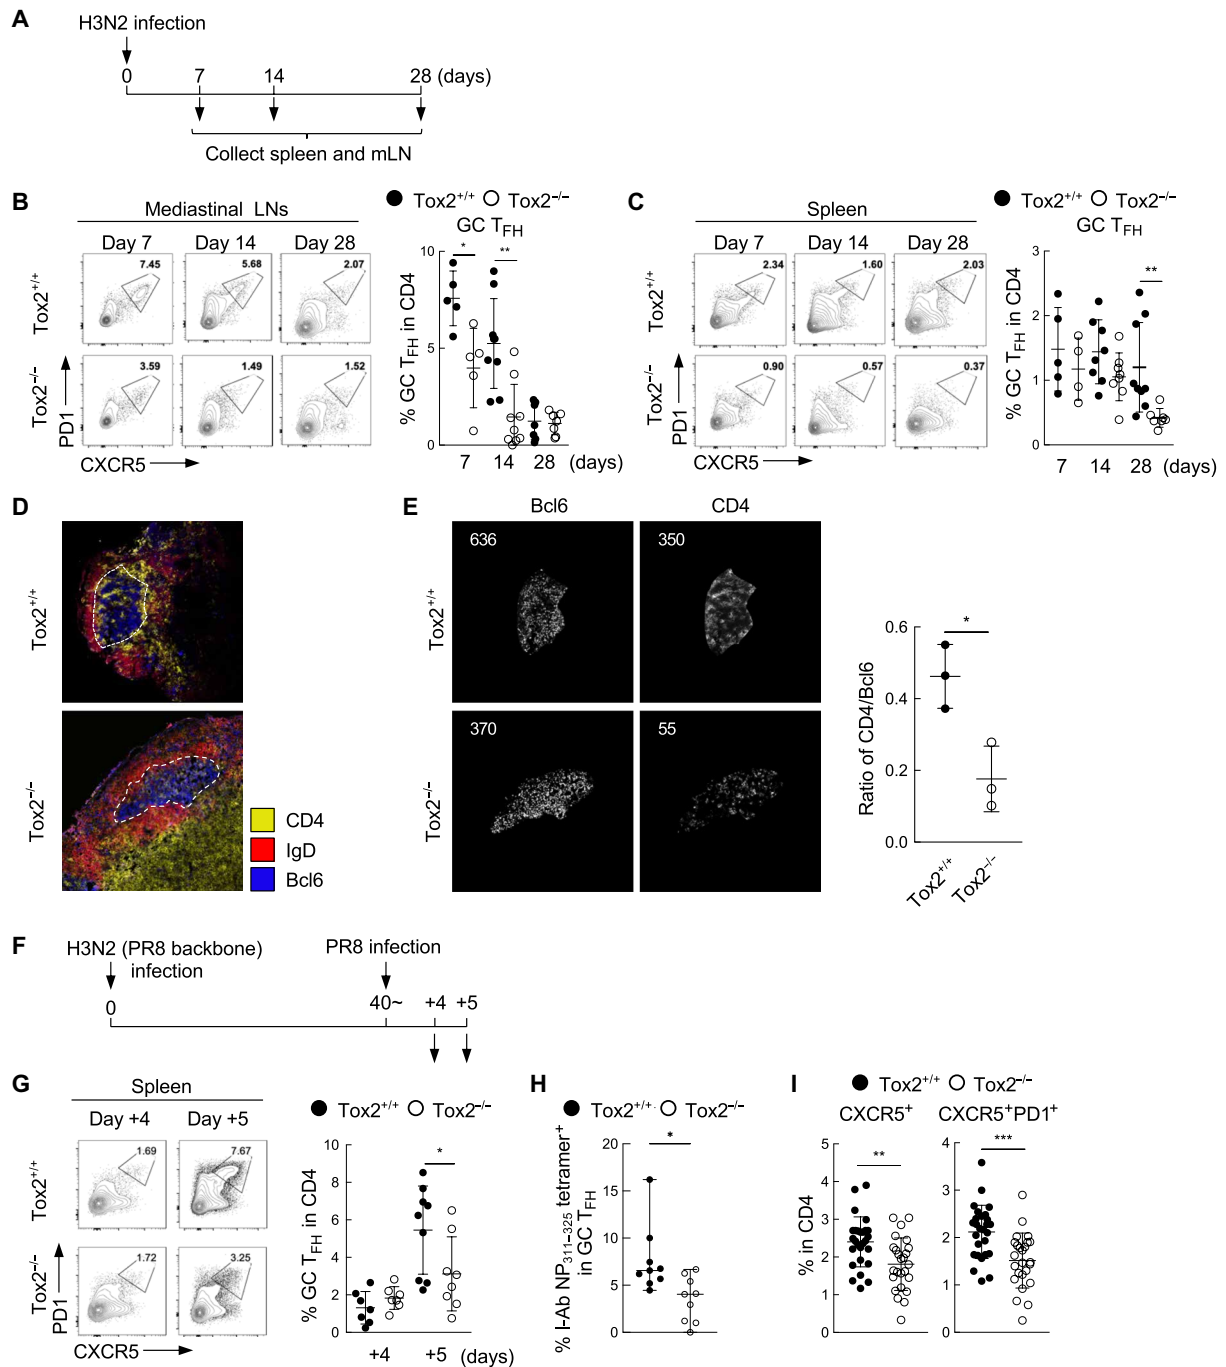 A
H3N2 infection
0 7 14 28 (days)
Collect spleen and mLN
B
Mediastinal LNs
Day 7 Day 14 Day 28
Tox2+/+
7.45 5.68 2.07
Tox2−/−
3.59 1.49 1.52
PD1
CXCR5
Tox2+/+ Tox2−/−
GC TFH
% GC TFH in CD4
10
5
0
* **
7 14 28 (days)
C
Spleen
Day 7 Day 14 Day 28
Tox2+/+
2.34 1.60 2.03
Tox2−/−
0.90 0.57 0.37
PD1
CXCR5
Tox2+/+ Tox2−/−
GC TFH
% GC TFH in CD4
3
2
1
0
**
7 14 28 (days)
D
Tox2+/+
Tox2−/−
CD4
IgD
Bcl6
E
Bcl6 CD4
Tox2+/+
636 350
Tox2−/−
370 55
Ratio of CD4/Bcl6
0.6
0.4
0.2
0.0
*
Tox2+/+ Tox2−/−
F
H3N2 (PR8 backbone)
infection
PR8 infection
0 40~ +4 +5
G
Spleen
Day +4 Day +5
Tox2+/+
1.69 7.67
Tox2−/−
1.72 3.25
PD1
CXCR5
Tox2+/+ Tox2−/−
% GC TFH in CD4
10
8
6
4
2
0
*
+4 +5 (days)
H
Tox2+/+. Tox2−/−
% I-Ab NP311–325 tetramer+
in GC TFH
20
15
10
5
0
*
I
Tox2+/+ Tox2−/−
CXCR5+ CXCR5+PD1+
% in CD4
5
4
3
2
1
0
**
4
3
2
1
0
***